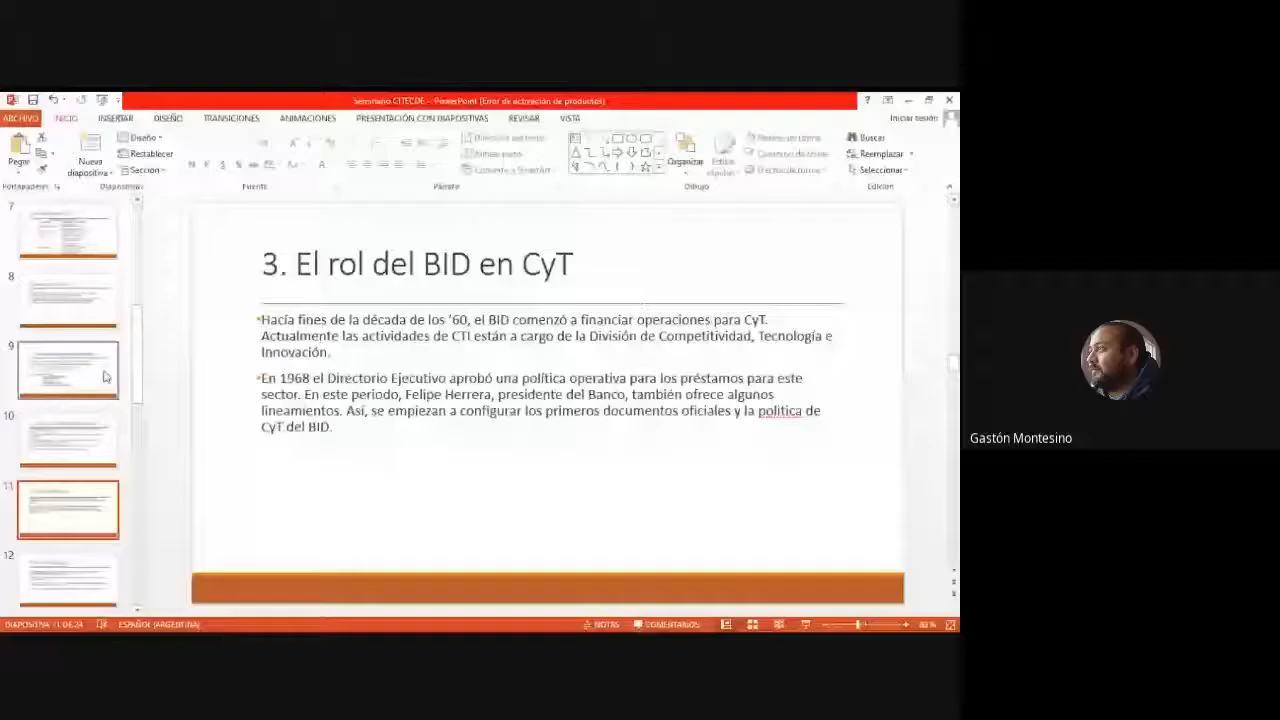 Seminario CITECDE - PowerPoint (Error de activación de productos)
ARCHIVO INICIO INSERTAR DISEÑO TRANSICIONES ANIMACIONES PRESENTACIÓN CON DIAPOSITIVAS REVISAR VISTA Iniciar sesión
Pegar
Nueva diapositiva
Diseño
Restablecer
Sección
N K S S
Organizar
Estilos rápidos
Buscar
Reemplazar
Seleccionar
Portapapeles Diapositivas Fuente Párrafo Dibujo Edición
7
8
9
10
11
12
3. El rol del BID en CyT
Hacía fines de la década de los '60, el BID comenzó a financiar operaciones para CyT.
Actualmente las actividades de CTI están a cargo de la División de Competitividad, Tecnología e
Innovación.
En 1968 el Directorio Ejecutivo aprobó una política operativa para los préstamos para este
sector. En este periodo, Felipe Herrera, presidente del Banco, también ofrece algunos
lineamientos. Así, se empiezan a configurar los primeros documentos oficiales y la politica de
CyT del BID.
DIAPOSITIVA 11 DE 24 ESPAÑOL (ARGENTINA) NOTAS COMENTARIOS
Gastón Montesino